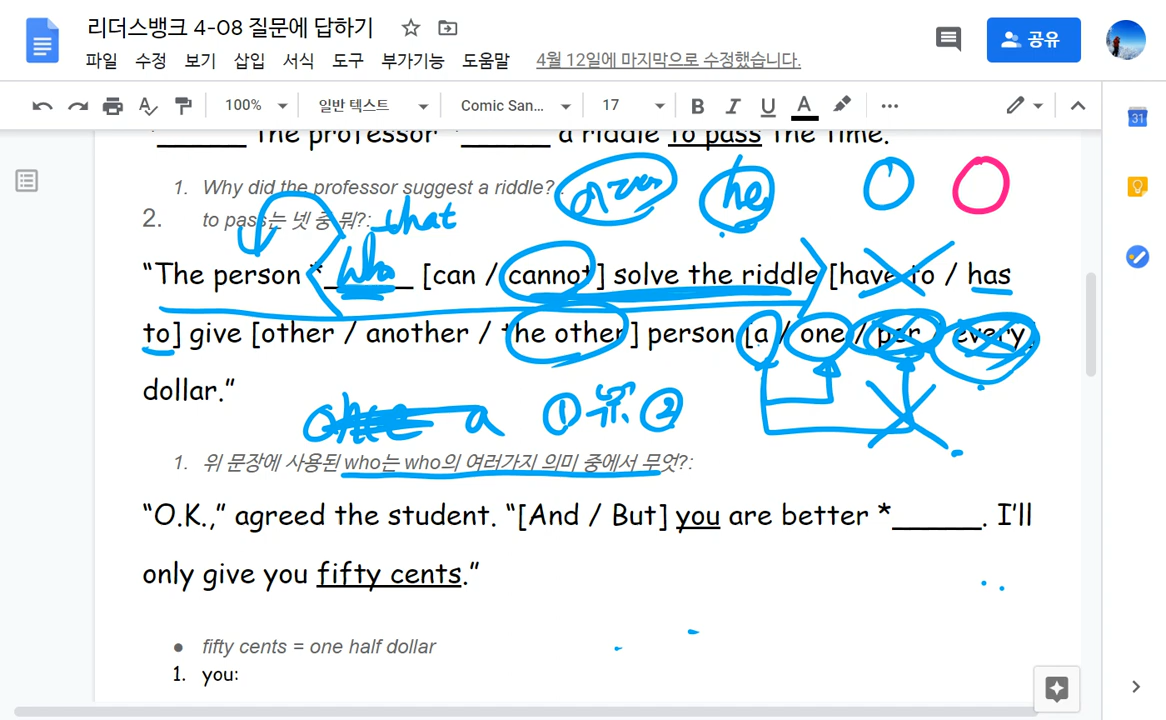 리더스뱅크 4-08 질문에 답하기
파일 수정 보기 삽입 서식 도구 부가기능 도움말 4월 12일에 마지막으로 수정했습니다.
공유
100% 일반 텍스트 Comic San... 17 B I U A
31
*______ The professor *______ a riddle to pass the time.
1. Why did the professor suggest a riddle?
he
2. to pass는 넷 중 뭐?:
that
“The person *______ [can / cannot] solve the riddle [have to / has
who
to] give [other / another / the other] person [a / one / per / every]
dollar.”
a ① ②
1. 위 문장에 사용된 who는 who의 여러가지 의미 중에서 무엇?:
“O.K.,” agreed the student. “[And / But] you are better *______. I’ll
only give you fifty cents.”
● fifty cents = one half dollar
1. you: